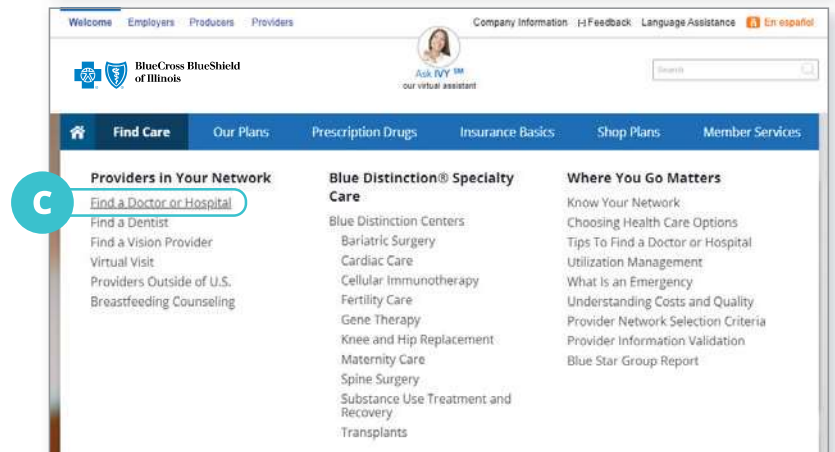 Welcome Employers Producers Providers
Company Information [-] Feedback Language Assistance En español
BlueCross BlueShield
of Illinois
Ask IVY SM
our virtual assistant
Search
Find Care Our Plans Prescription Drugs Insurance Basics Shop Plans Member Services
C
Providers in Your Network
Find a Doctor or Hospital
Find a Dentist
Find a Vision Provider
Virtual Visit
Providers Outside of U.S.
Breastfeeding Counseling
Blue Distinction® Specialty
Care
Blue Distinction Centers
Bariatric Surgery
Cardiac Care
Cellular Immunotherapy
Fertility Care
Gene Therapy
Knee and Hip Replacement
Maternity Care
Spine Surgery
Substance Use Treatment and
Recovery
Transplants
Where You Go Matters
Know Your Network
Choosing Health Care Options
Tips To Find a Doctor or Hospital
Utilization Management
What Is an Emergency
Understanding Costs and Quality
Provider Network Selection Criteria
Provider Information Validation
Blue Star Group Report